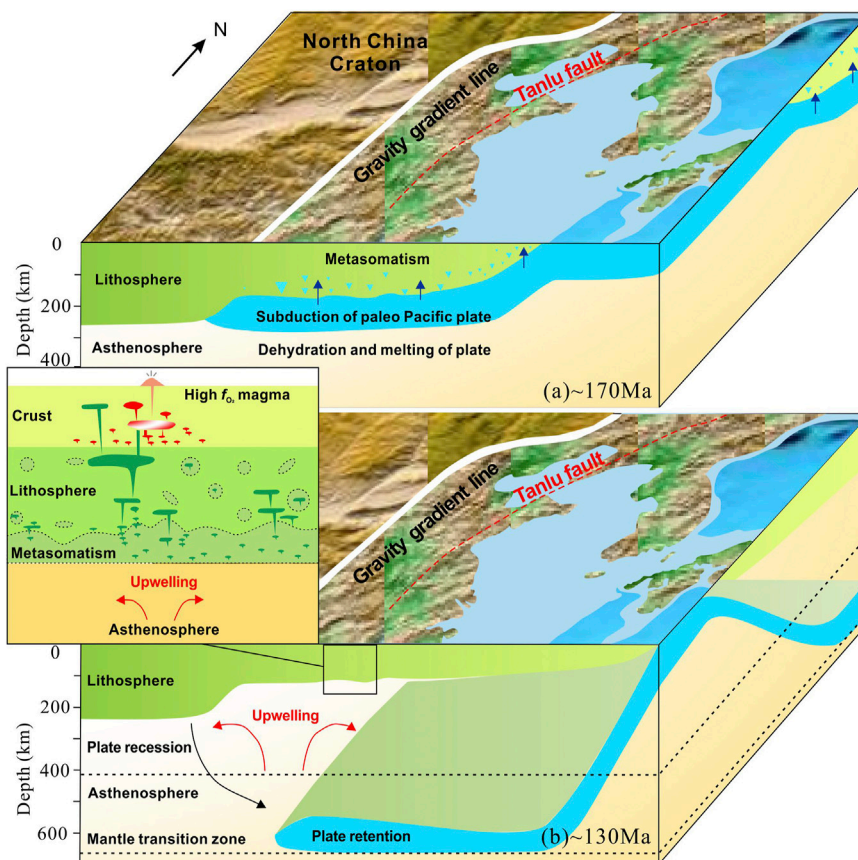 N
North China
Craton
Gravity gradient line
Tanlu fault
0
200
400
Depth (km)
Lithosphere
Metasomatism
Subduction of paleo Pacific plate
Asthenosphere
Dehydration and melting of plate
(a)~170Ma
High fO₂ magma
Crust
Lithosphere
Metasomatism
Upwelling
Asthenosphere
Gravity gradient line
Tanlu fault
0
200
400
600
Depth (km)
Lithosphere
Upwelling
Plate recession
Asthenosphere
Mantle transition zone
Plate retention
(b)~130Ma